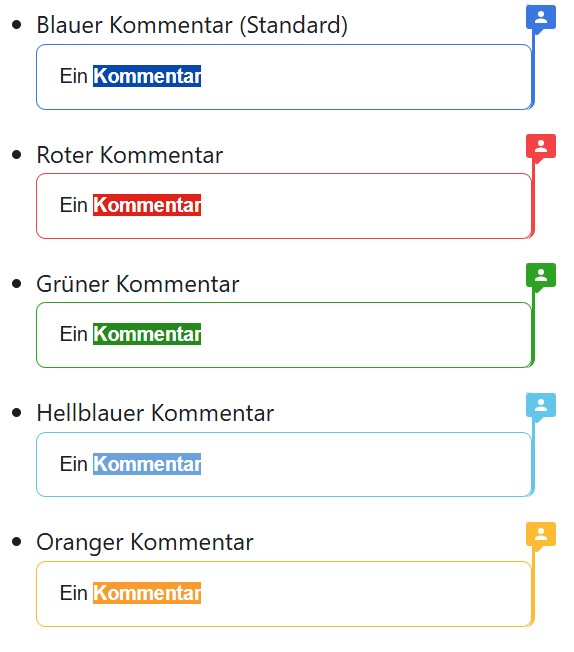 Blauer Kommentar (Standard)
Ein Kommentar
Roter Kommentar
Ein Kommentar
Grüner Kommentar
Ein Kommentar
Hellblauer Kommentar
Ein Kommentar
Oranger Kommentar
Ein Kommentar